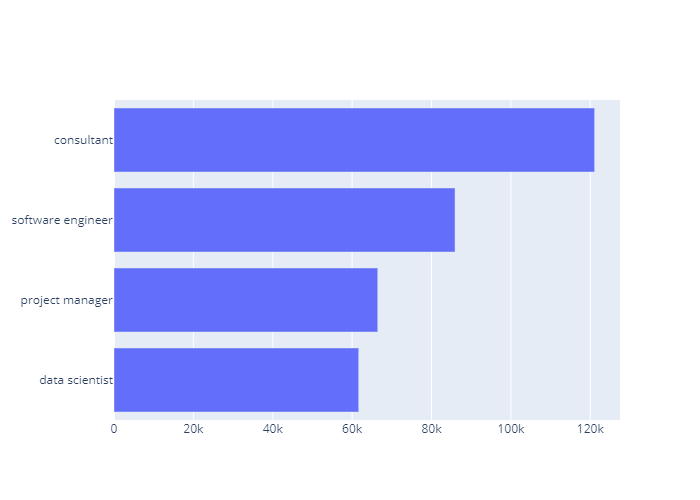 consultant
software engineer
project manager
data scientist
0 20k 40k 60k 80k 100k 120k